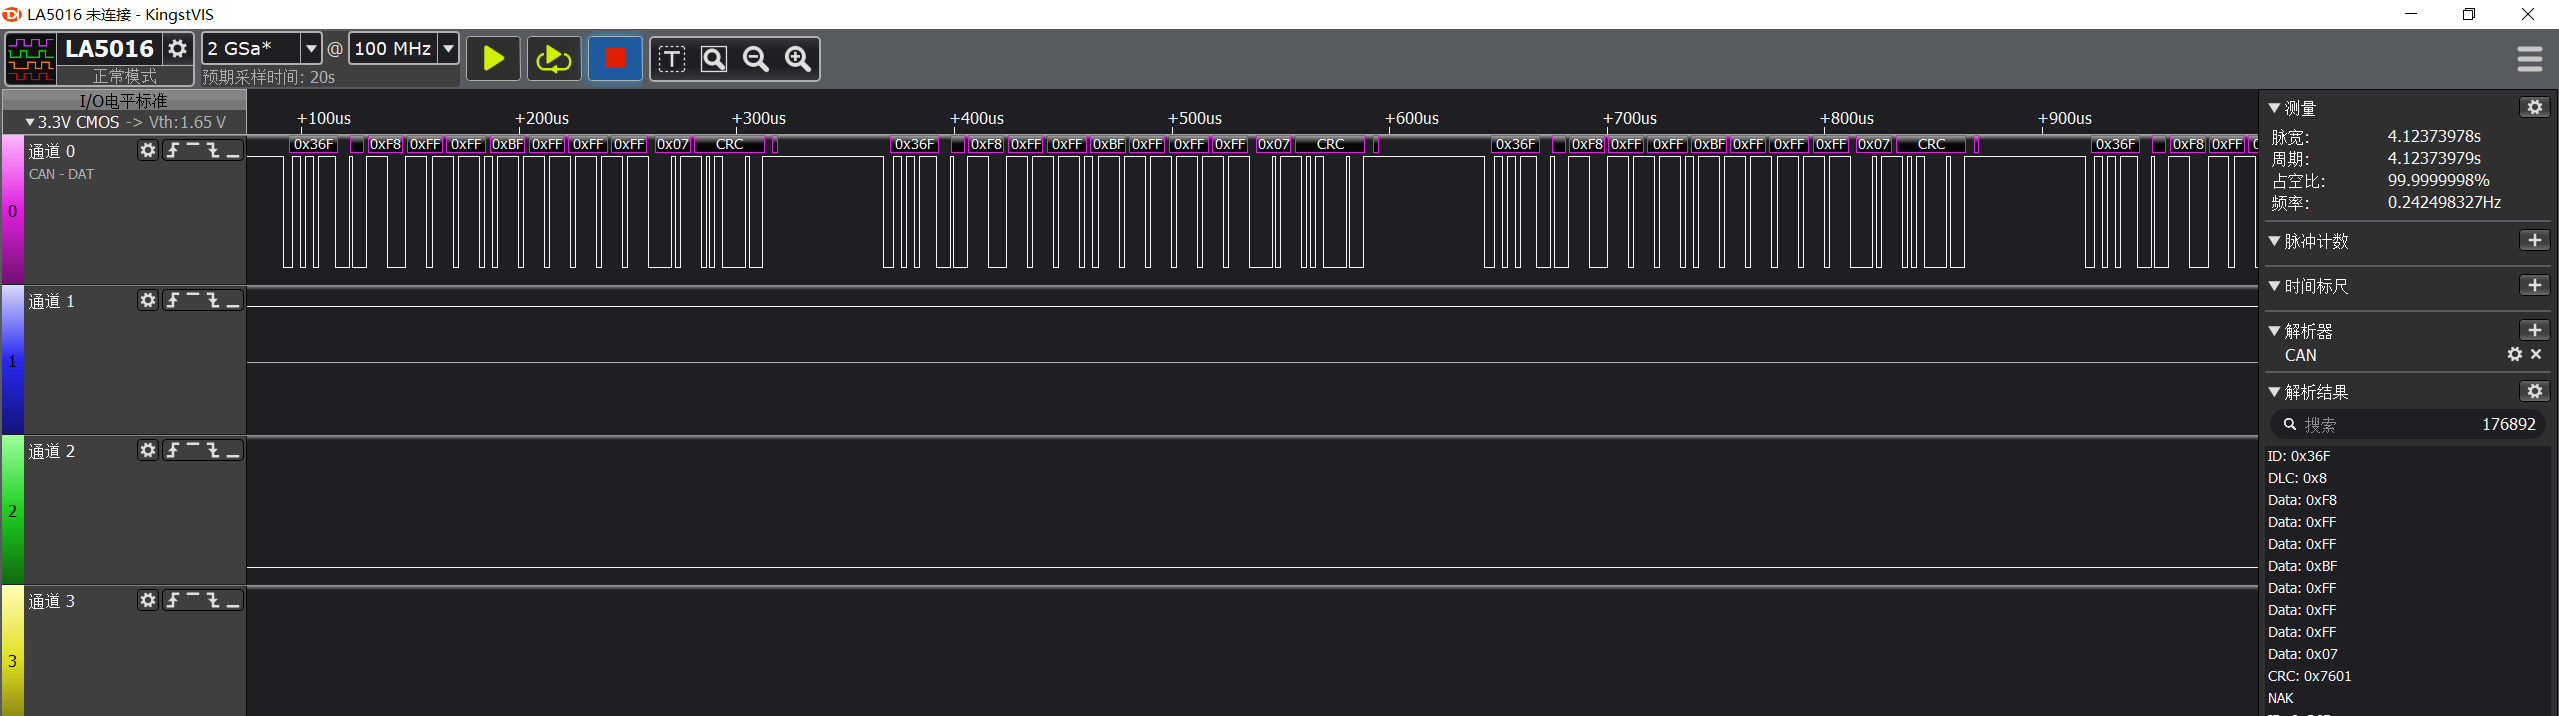 LA5016 未连接 - KingstVIS
LA5016
正常模式
2 GSa* @ 100 MHz
预期采样时间: 20s
I/O电平标准
3.3V CMOS -> Vth:1.65 V
+100us +200us +300us +400us +500us +600us +700us +800us +900us
通道 0
CAN - DAT
0
0x36F 0xF8 0xFF 0xFF 0xBF 0xFF 0xFF 0xFF 0x07 CRC 0x36F 0xF8 0xFF 0xFF 0xBF 0xFF 0xFF 0xFF 0x07 CRC 0x36F 0xF8 0xFF 0xFF 0xBF 0xFF 0xFF 0xFF 0x07 CRC 0x36F 0xF8 0xFF
通道 1
1
通道 2
2
通道 3
3
测量
脉宽: 4.12373978s
周期: 4.12373979s
占空比: 99.9999998%
频率: 0.242498327Hz
脉冲计数
时间标尺
解析器
CAN
解析结果
搜索 176892
ID: 0x36F
DLC: 0x8
Data: 0xF8
Data: 0xFF
Data: 0xFF
Data: 0xBF
Data: 0xFF
Data: 0xFF
Data: 0xFF
Data: 0x07
CRC: 0x7601
NAK